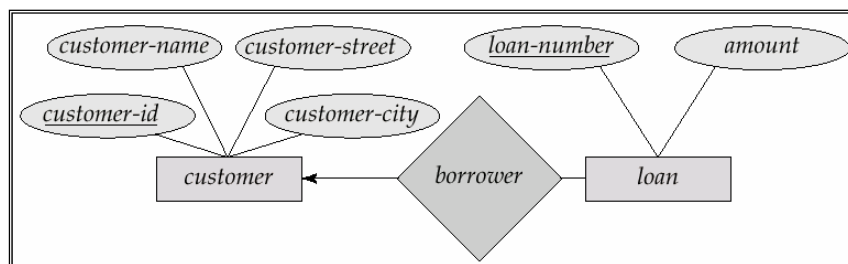 customer-name customer-street loan-number amount
customer-id customer-city
customer borrower loan